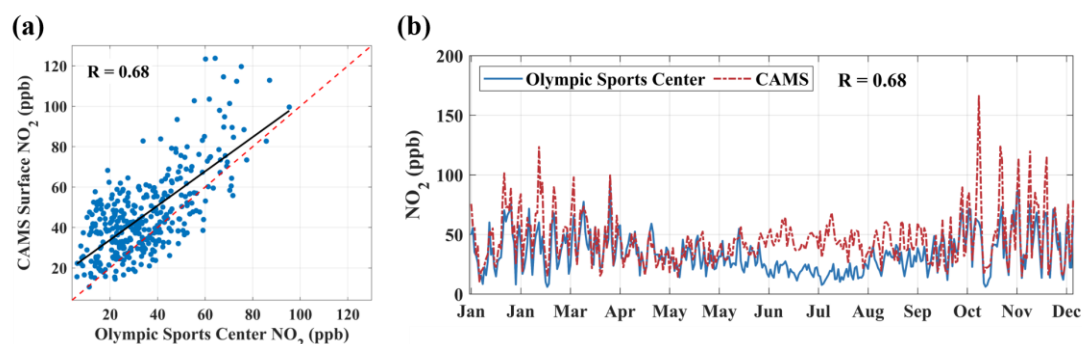 (a)
R = 0.68
CAMS Surface NO2 (ppb)
120
100
80
60
40
20
20
40
60
80
100
120
Olympic Sports Center NO2 (ppb)
(b)
Olympic Sports Center
CAMS
R = 0.68
NO2 (ppb)
200
150
100
50
0
Jan Jan Mar Apr May May Jun Jul Aug Sep Oct Nov Dec